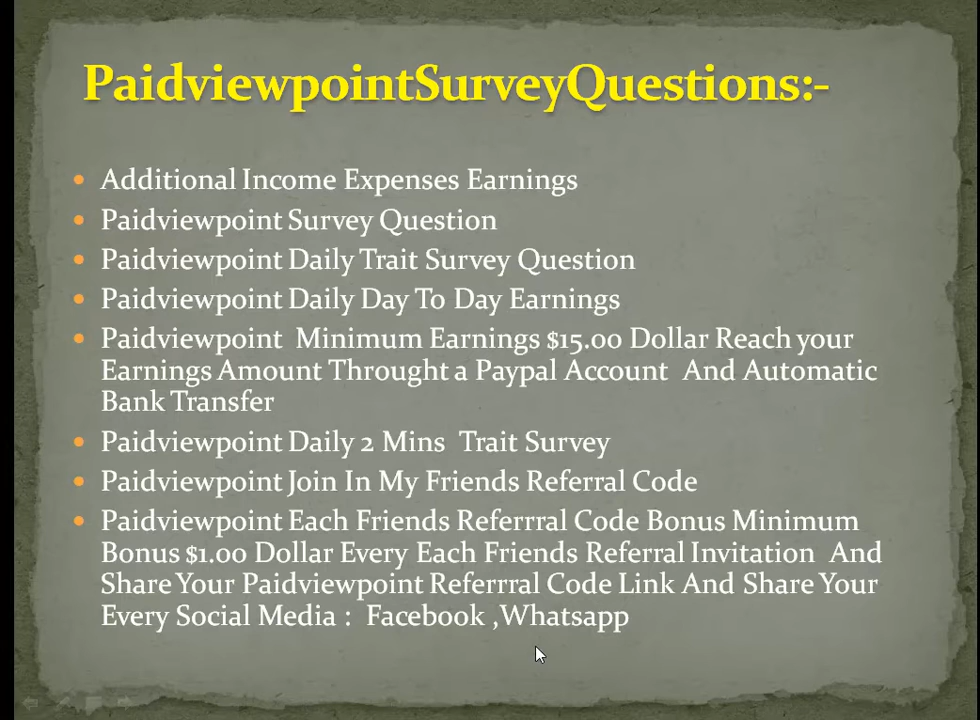 PaidviewpointSurveyQuestions:-
Additional Income Expenses Earnings
Paidviewpoint Survey Question
Paidviewpoint Daily Trait Survey Question
Paidviewpoint Daily Day To Day Earnings
Paidviewpoint Minimum Earnings $15.00 Dollar Reach your
Earnings Amount Throught a Paypal Account And Automatic
Bank Transfer
Paidviewpoint Daily 2 Mins Trait Survey
Paidviewpoint Join In My Friends Referral Code
Paidviewpoint Each Friends Referrral Code Bonus Minimum
Bonus $1.00 Dollar Every Each Friends Referral Invitation And
Share Your Paidviewpoint Referrral Code Link And Share Your
Every Social Media : Facebook ,Whatsapp